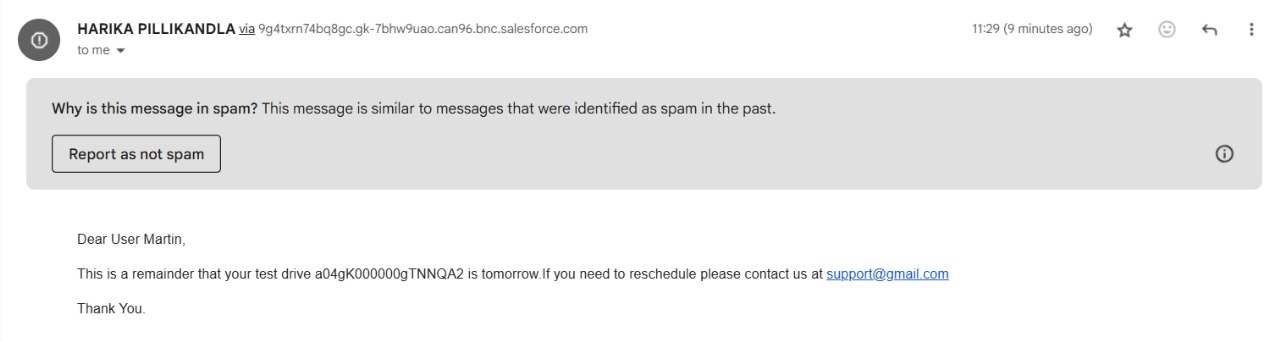 HARIKA PILLIKANDLA via 9g4txrn74bq8gc.gk-7bhw9uao.can96.bnc.salesforce.com 11:29 (9 minutes ago)
to me
Why is this message in spam? This message is similar to messages that were identified as spam in the past.
Report as not spam
Dear User Martin,
This is a remainder that your test drive a04gK000000gTNNQA2 is tomorrow.If you need to reschedule please contact us at support@gmail.com
Thank You.